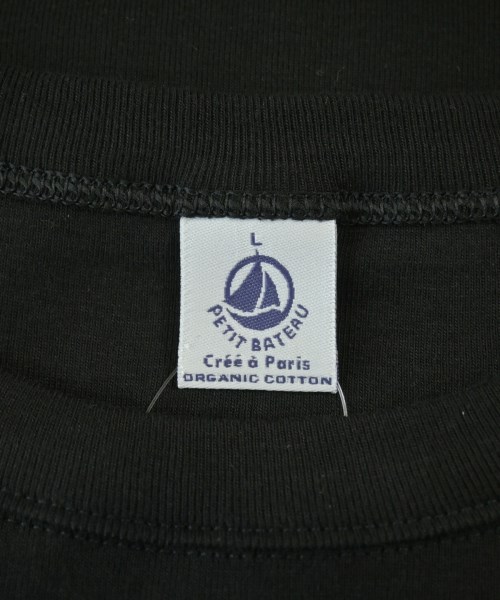 L
PETIT BATEAU
Créé à Paris
ORGANIC COTTON